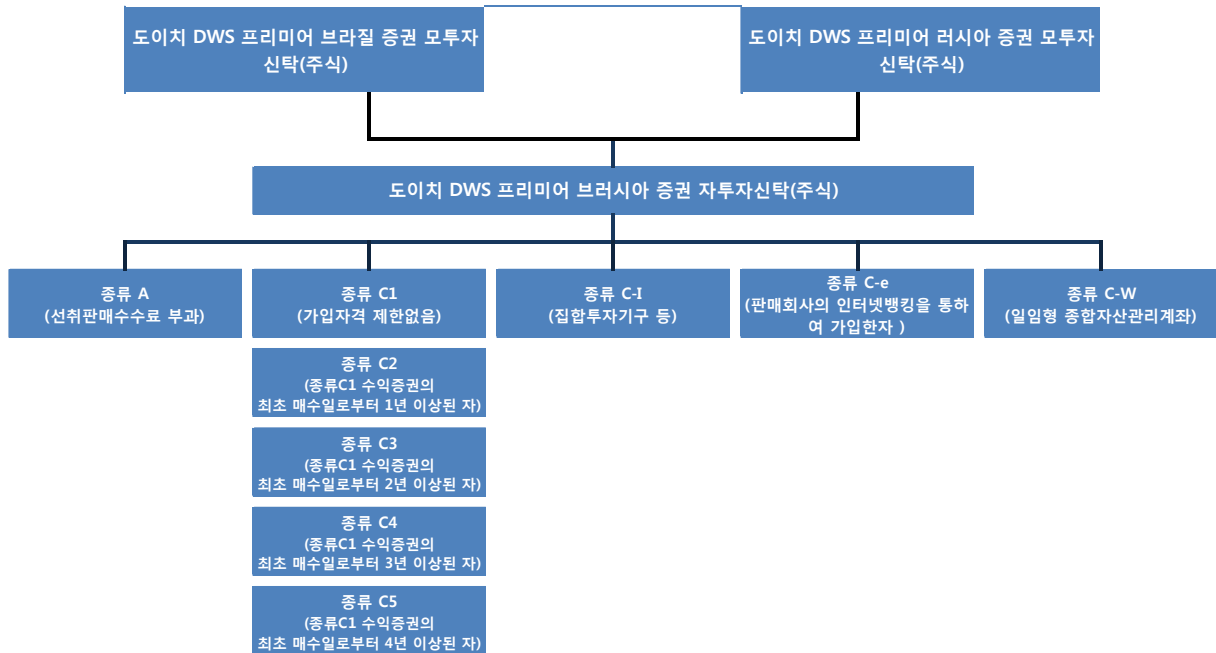 도이치 DWS 프리미어 브라질 증권 모투자
신탁(주식)
도이치 DWS 프리미어 러시아 증권 모투자
신탁(주식)
도이치 DWS 프리미어 브러시아 증권 자투자신탁(주식)
종류 A
(선취판매수수료 부과)
종류 C1
(가입자격 제한없음)
종류 C-I
(집합투자기구 등)
종류 C-e
(판매회사의 인터넷뱅킹을 통하
여 가입한자 )
종류 C-W
(일임형 종합자산관리계좌)
종류 C2
(종류C1 수익증권의
최초 매수일로부터 1년 이상된 자)
종류 C3
(종류C1 수익증권의
최초 매수일로부터 2년 이상된 자)
종류 C4
(종류C1 수익증권의
최초 매수일로부터 3년 이상된 자)
종류 C5
(종류C1 수익증권의
최초 매수일로부터 4년 이상된 자)